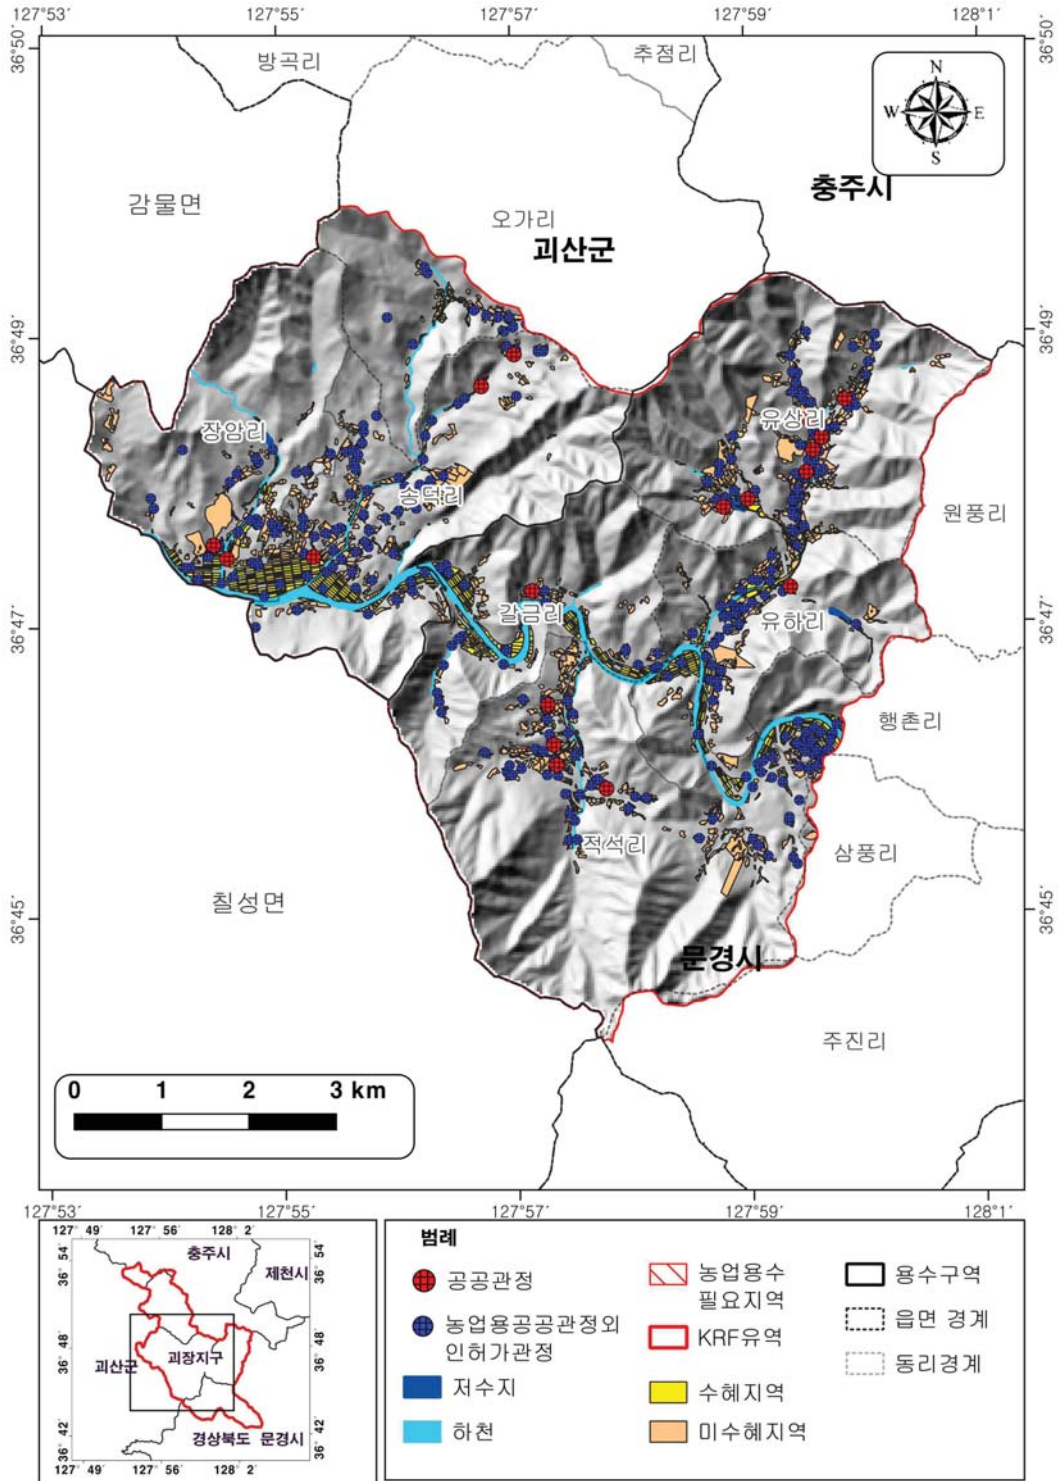 127°53′ 127°55′ 127°57′ 127°59′ 128°1′
36°50′ 36°50′
방곡리
추점리
N
W E
S
충주시
감물면
오가리
괴산군
36°49′ 36°49′
장암리
유상리
송덕리
원풍리
갈금리
유하리
36°47′ 36°47′
행촌리
적석리
삼풍리
칠성면
36°45′ 36°45′
문경시
주진리
0 1 2 3 km
127°53′ 127°55′ 127°57′ 127°59′ 128°1′
127° 49′ 127° 56′ 128° 2′
36° 54′ 36° 54′
충주시
제천시
36° 48′ 36° 48′
괴산군
괴장지구
36° 42′ 36° 42′
경상북도 문경시
127° 49′ 127° 56′ 128° 2′
범례
공공관정
농업용공공관정외
인허가관정
저수지
하천
농업용수
필요지역
KRF유역
수혜지역
미수혜지역
용수구역
읍면 경계
동리경계